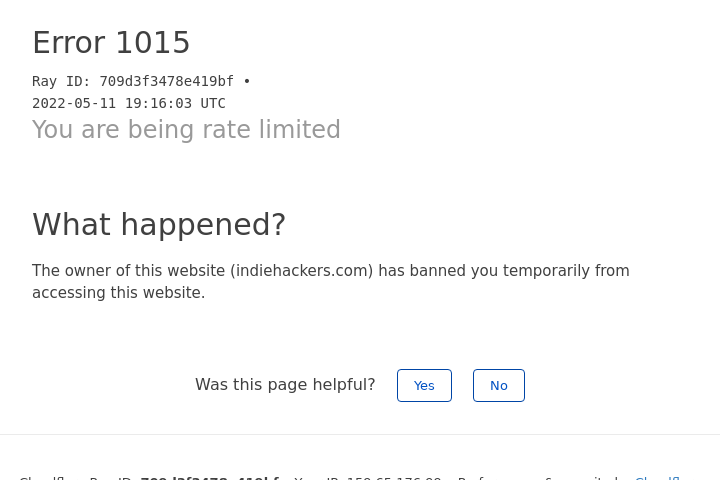 Error 1015
Ray ID: 709d3f3478e419bf •
2022-05-11 19:16:03 UTC
You are being rate limited
What happened?
The owner of this website (indiehackers.com) has banned you temporarily from
accessing this website.
Was this page helpful? Yes No